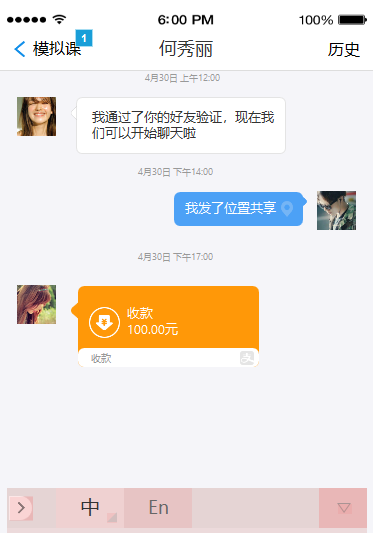 6:00 PM
100%
模拟课
1
何秀丽
历史
4月30日 上午12:00
我通过了你的好友验证，现在我
们可以开始聊天啦
4月30日 下午14:00
我发了位置共享
4月30日 下午17:00
收款
100.00元
收款
支
中
En